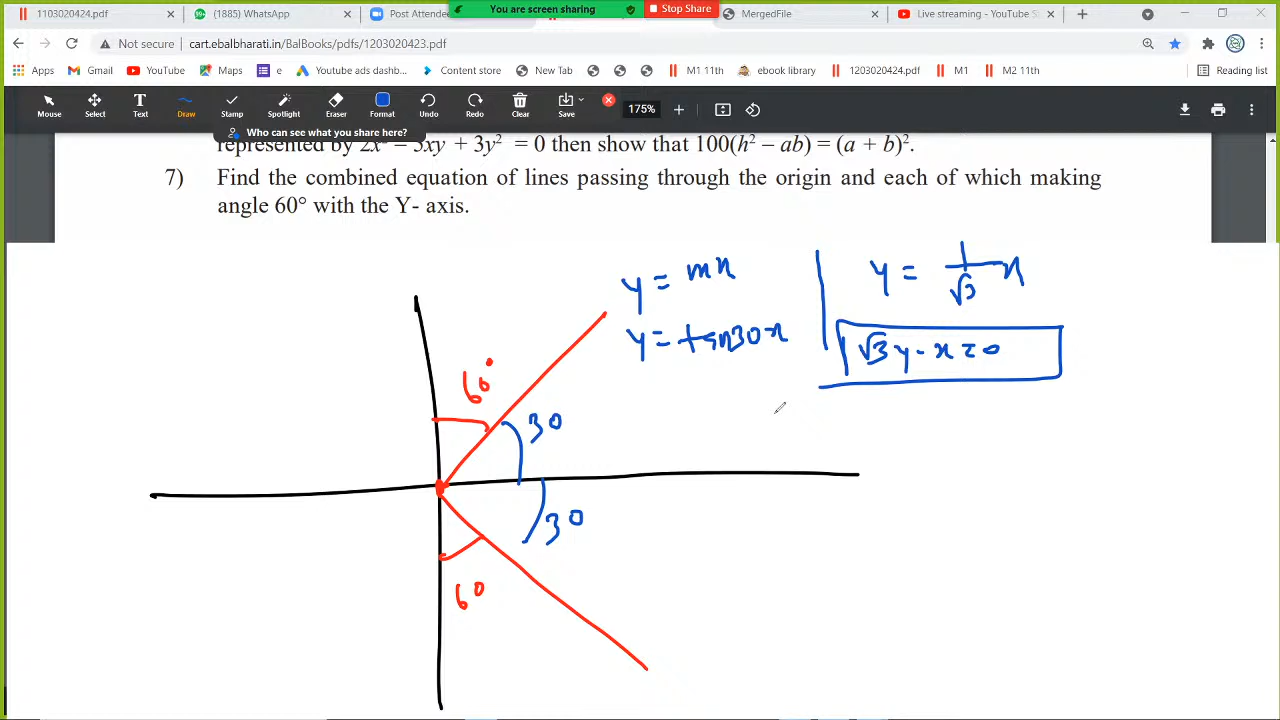 You are screen sharing
Stop Share
1103020424.pdf
(1885) WhatsApp
Post Attende
MergedFile
Live streaming - YouTube S
Not secure
cart.ebalbharati.in/BalBooks/pdfs/1203020423.pdf
Apps
Gmail
YouTube
Maps
e
Youtube ads dashb...
Content store
New Tab
M1 11th
ebook library
1203020424.pdf
M1
M2 11th
Reading list
Mouse
Select
Text
Draw
Stamp
Spotlight
Eraser
Format
Undo
Redo
Clear
Save
175%
Who can see what you share here?
represented by 2x² − 5xy + 3y² = 0 then show that 100(h² − ab) = (a + b)².
7) Find the combined equation of lines passing through the origin and each of which making
angle 60° with the Y- axis.
y = mx
y = tan30x
y = 1/√3 x
√3y - x = 0
60°
30
30
60